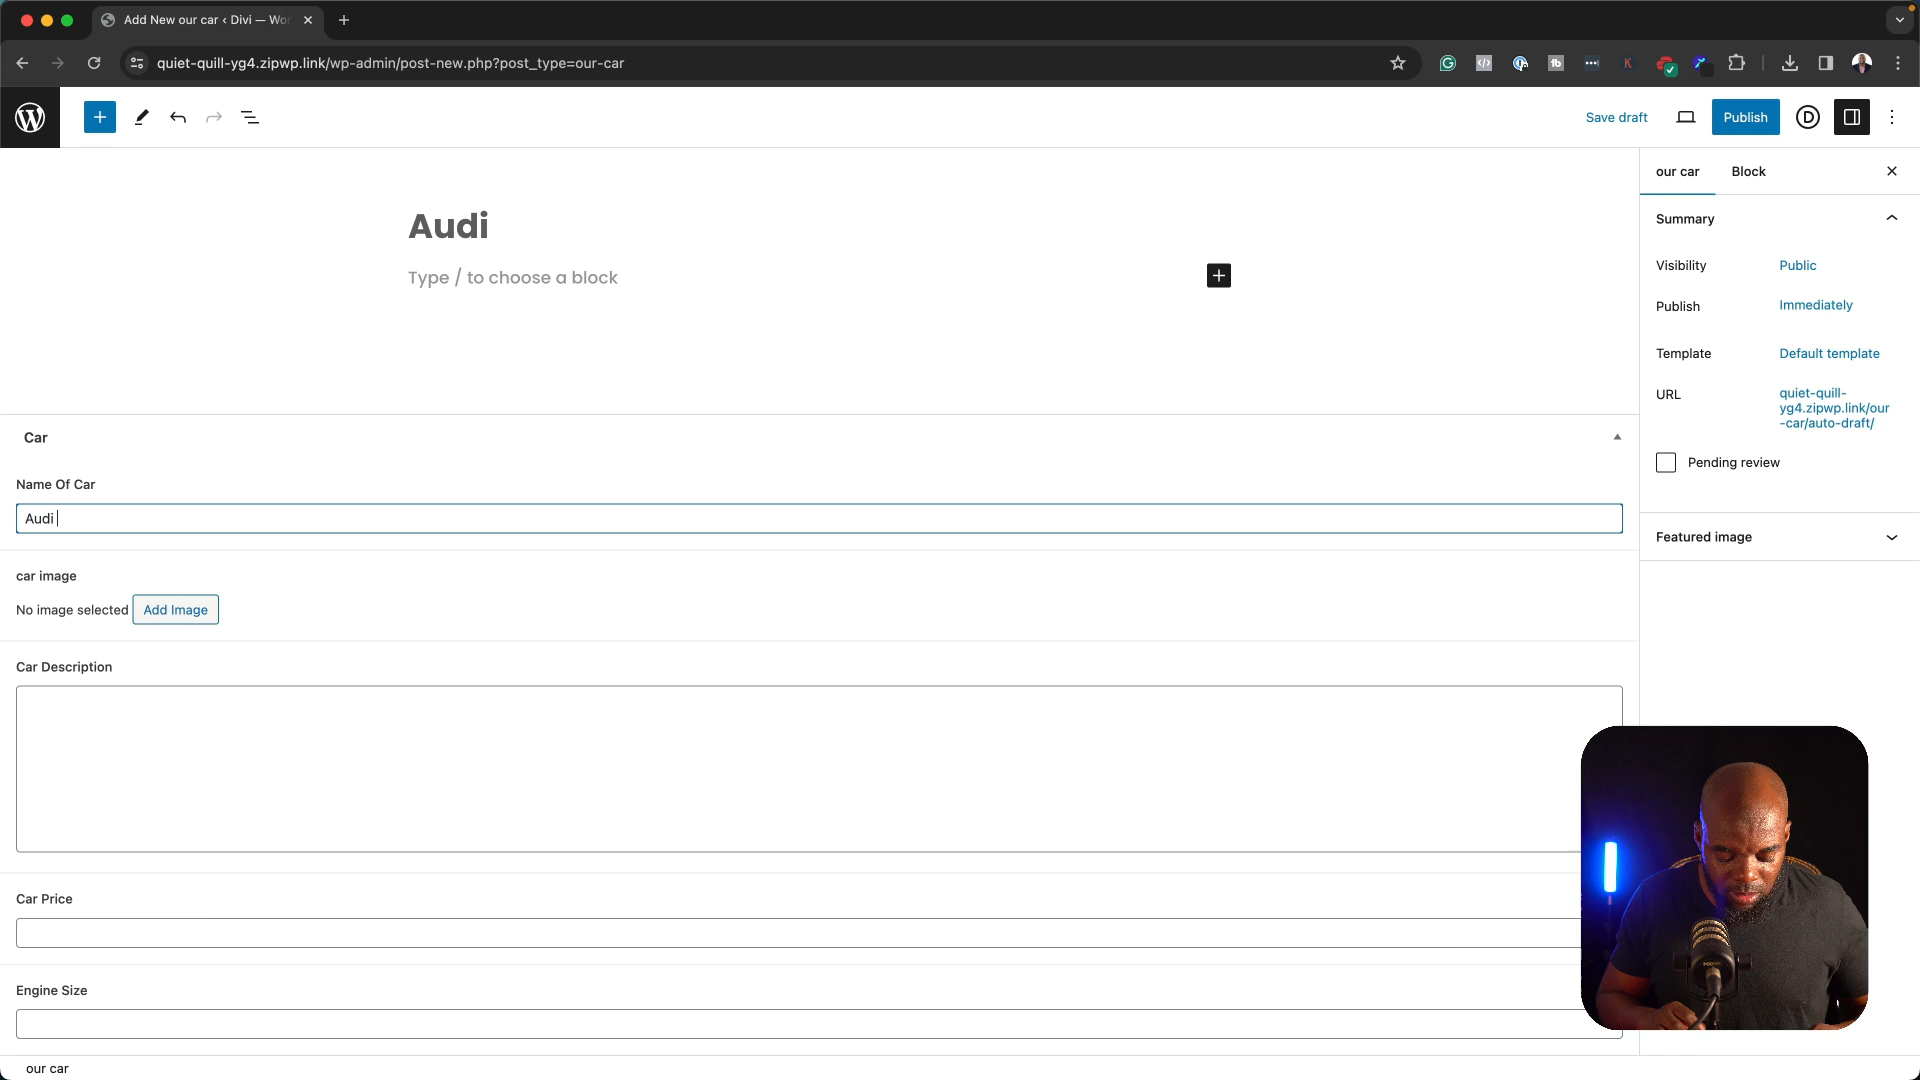 Add New our car ‹ Divi — Wo
quiet-quill-yg4.zipwp.link/wp-admin/post-new.php?post_type=our-car
Save draft
Publish
our car
Block
Audi
Type / to choose a block
Summary
Visibility
Public
Publish
Immediately
Template
Default template
URL
quiet-quill-
yg4.zipwp.link/our
-car/auto-draft/
Pending review
Featured image
Car
Name Of Car
Audi
car image
No image selected Add Image
Car Description
Car Price
Engine Size
our car